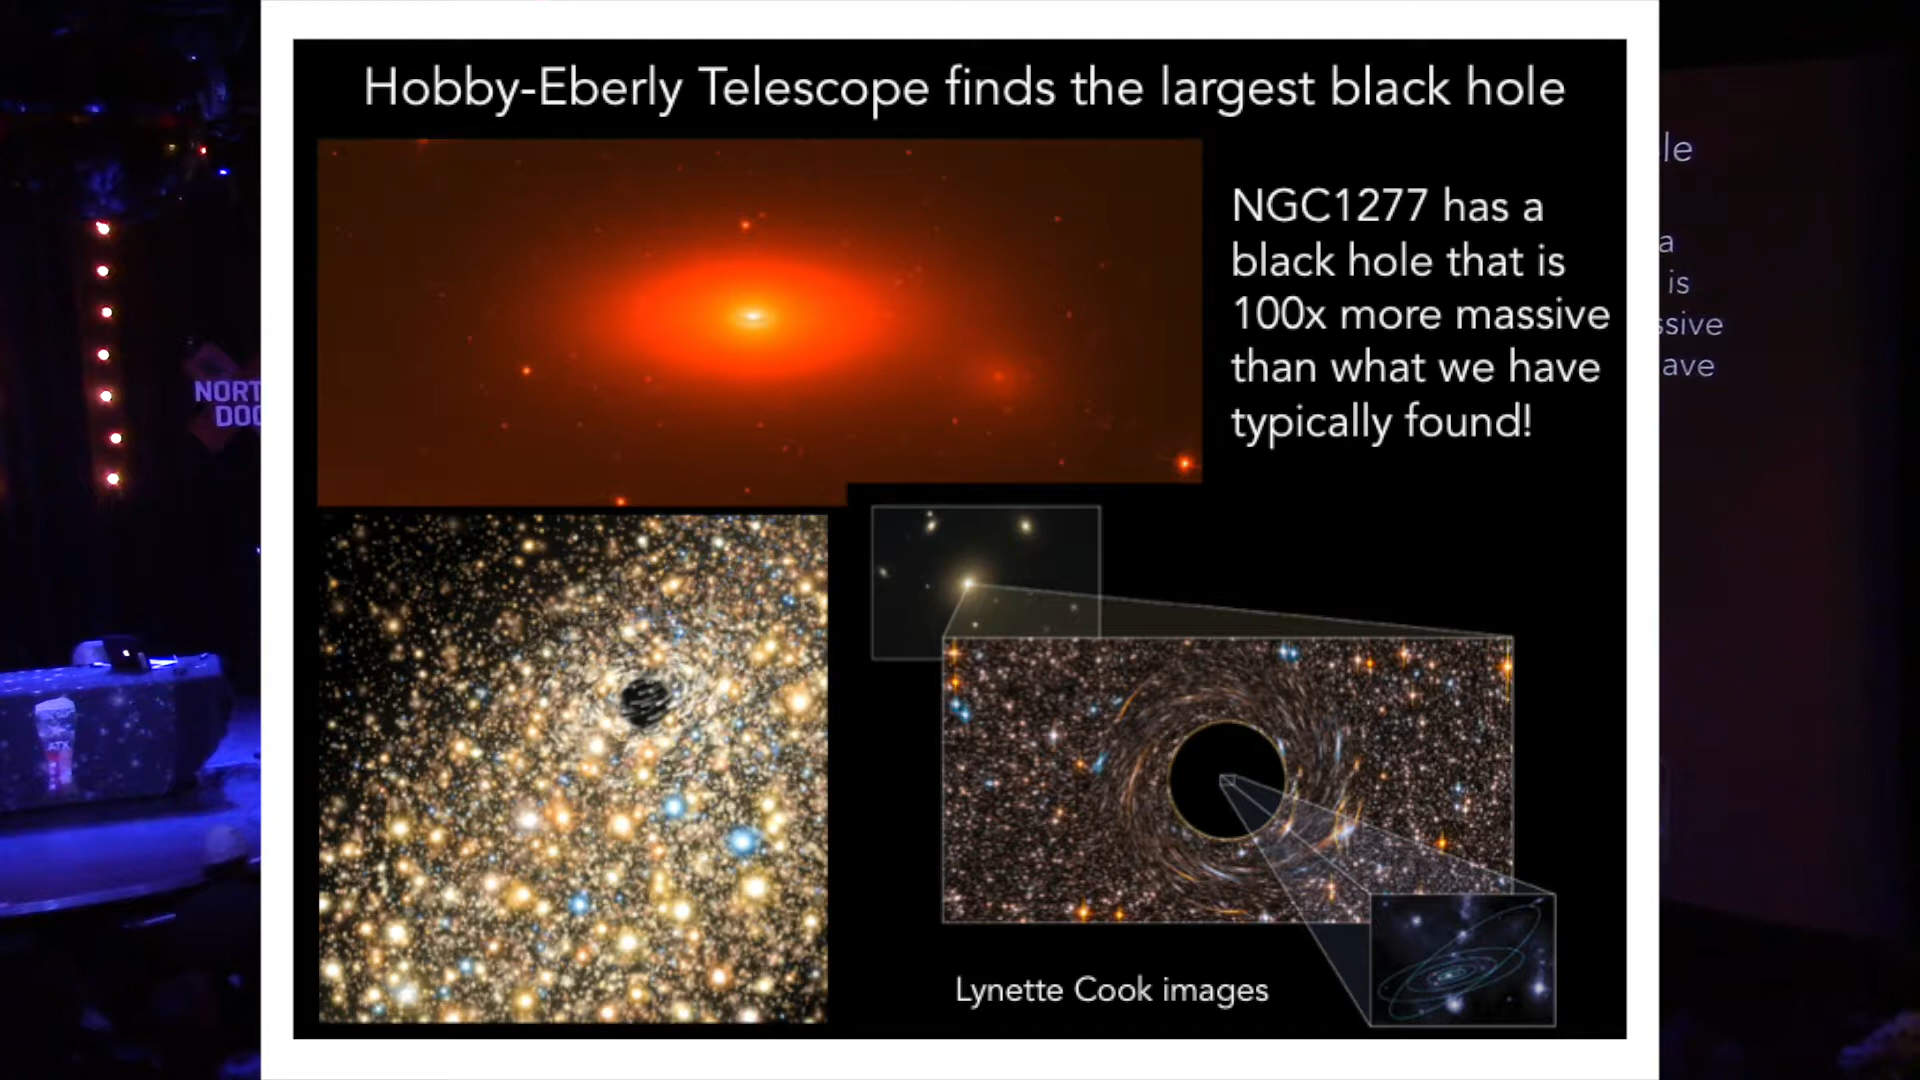 Hobby-Eberly Telescope finds the largest black hole
NGC1277 has a
black hole that is
100x more massive
than what we have
typically found!
Lynette Cook images
ATX